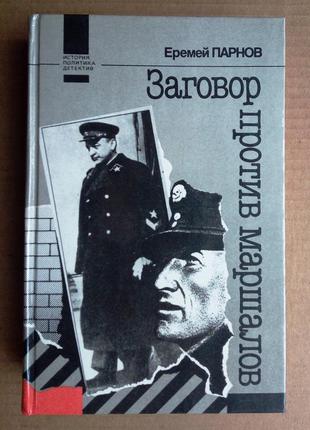 ИСТОРИЯ
ПОЛИТИКА
ДЕТЕКТИВ
Еремей ПАРНОВ
Заговор
против маршалов